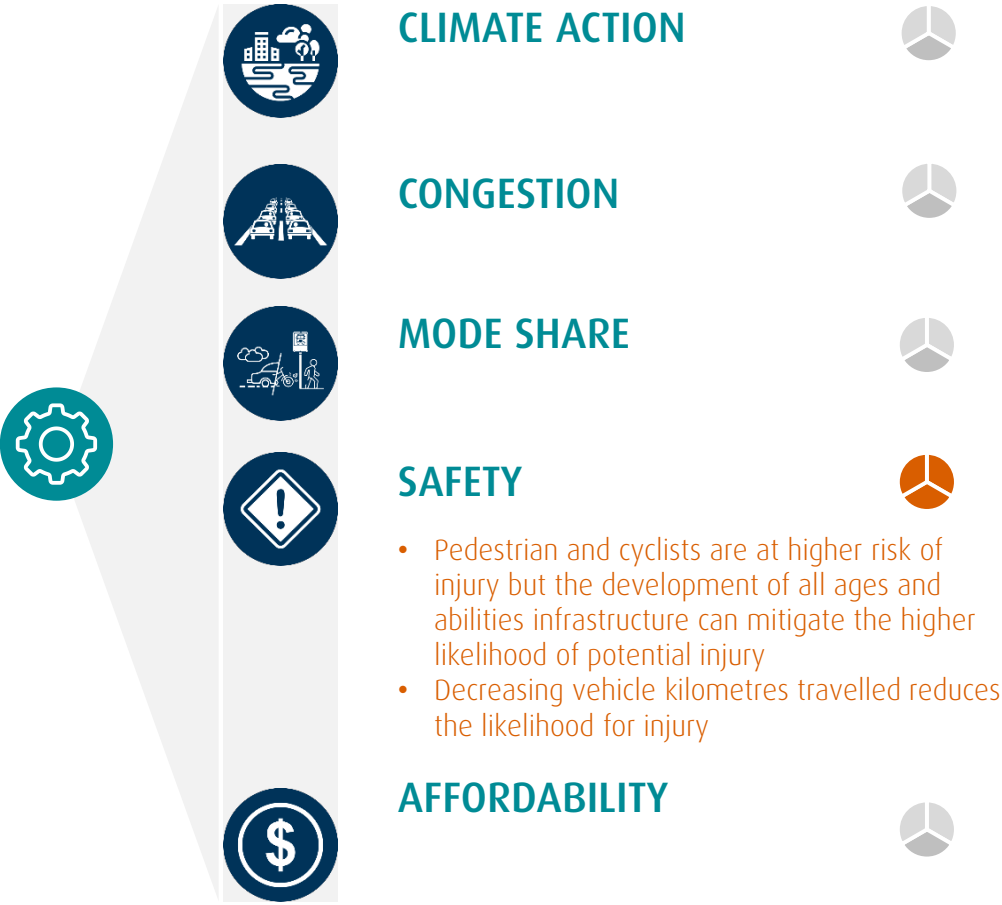 CLIMATE ACTION
CONGESTION
MODE SHARE
SAFETY
• Pedestrian and cyclists are at higher risk of
injury but the development of all ages and
abilities infrastructure can mitigate the higher
likelihood of potential injury
• Decreasing vehicle kilometres travelled reduces
the likelihood for injury
AFFORDABILITY